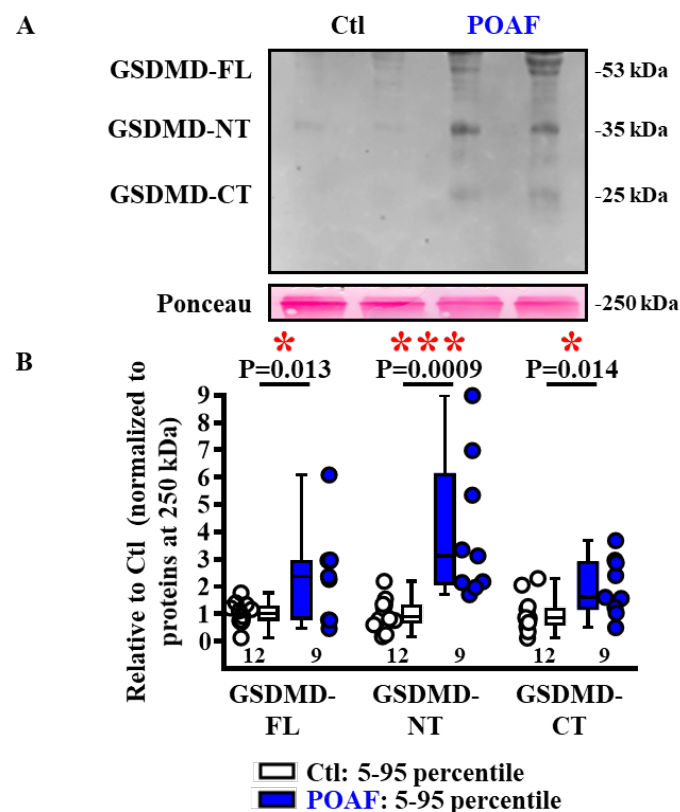 A
Ctl POAF
GSDMD-FL -53 kDa
GSDMD-NT -35 kDa
GSDMD-CT -25 kDa
Ponceau -250 kDa
* *** *
B
P=0.013 P=0.0009 P=0.014
Relative to Ctl (normalized to
proteins at 250 kDa)
9
8
7
6
5
4
3
2
1
0
12 9 12 9 12 9
GSDMD- GSDMD- GSDMD-
FL NT CT
Ctl: 5-95 percentile
POAF: 5-95 percentile